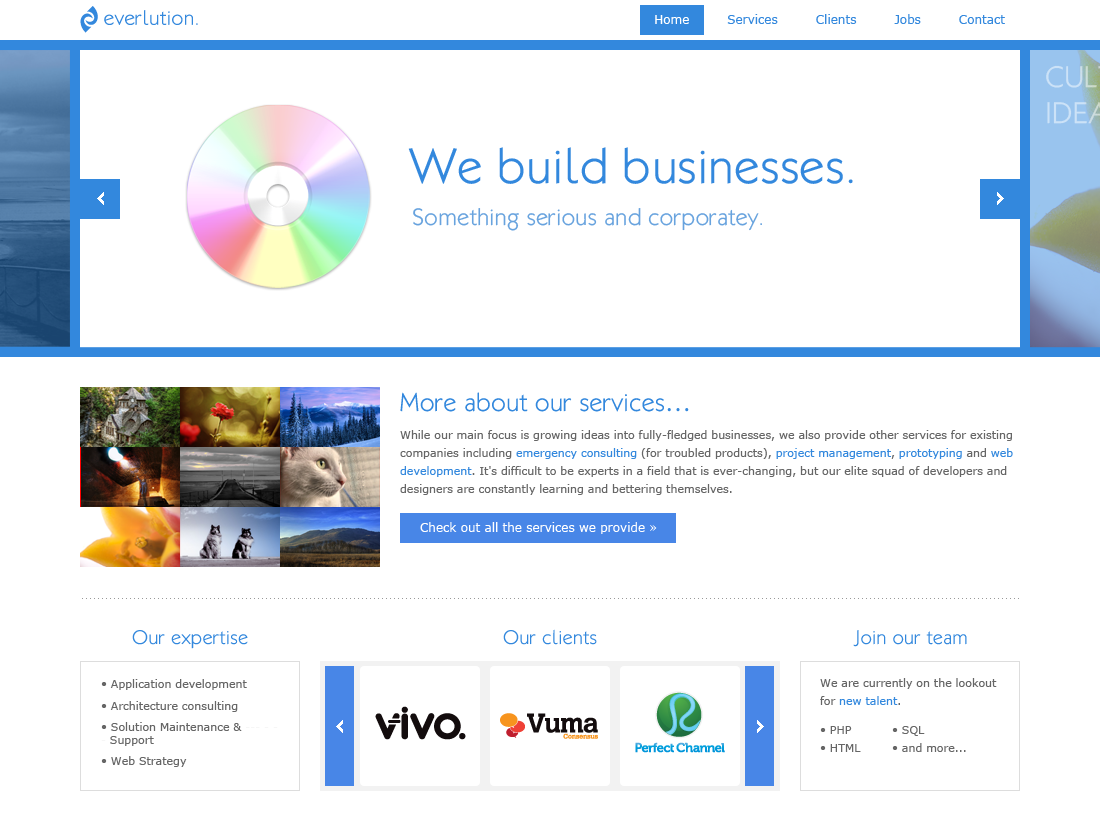 everlution.
Home Services Clients Jobs Contact
We build businesses.
Something serious and corporatey.
CUL
IDEA
More about our services...
While our main focus is growing ideas into fully-fledged businesses, we also provide other services for existing
companies including emergency consulting (for troubled products), project management, prototyping and web
development. It's difficult to be experts in a field that is ever-changing, but our elite squad of developers and
designers are constantly learning and bettering themselves.
Check out all the services we provide »
Our expertise
• Application development
• Architecture consulting
• Solution Maintenance &
Support
• Web Strategy
Our clients
vivo.
Vuma
Consensus
Perfect Channel
Join our team
We are currently on the lookout
for new talent.
• PHP • SQL
• HTML • and more...